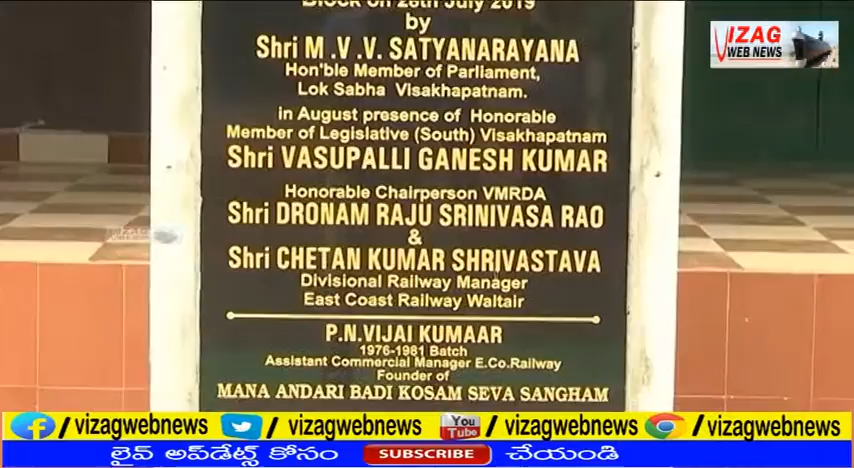 Block on 28th July 2019
by
Shri M.V.V. SATYANARAYANA
Hon'ble Member of Parliament,
Lok Sabha Visakhapatnam.
in August presence of Honorable
Member of Legislative (South) Visakhapatnam
Shri VASUPALLI GANESH KUMAR
Honorable Chairperson VMRDA
Shri DRONAM RAJU SRINIVASA RAO
&
Shri CHETAN KUMAR SHRIVASTAVA
Divisional Railway Manager
East Coast Railway Waltair
P.N.VIJAI KUMAAR
1976-1981 Batch
Assistant Commercial Manager E.Co.Railway
Founder of
MANA ANDARI BADI KOSAM SEVA SANGHAM
VIZAG
WEB NEWS
/vizagwebnews /vizagwebnews You Tube /vizagwebnews /vizagwebnews
లైవ్ అప్‌డేట్స్ కోసం SUBSCRIBE చేయండి